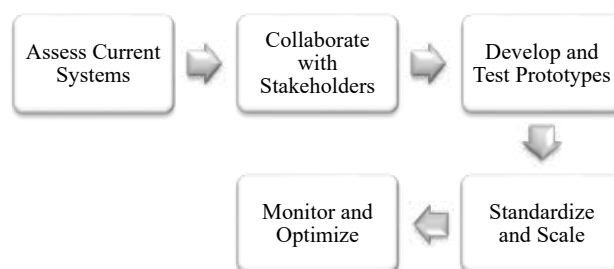 Assess Current
Systems
Collaborate
with
Stakeholders
Develop and
Test Prototypes
Standardize
and Scale
Monitor and
Optimize